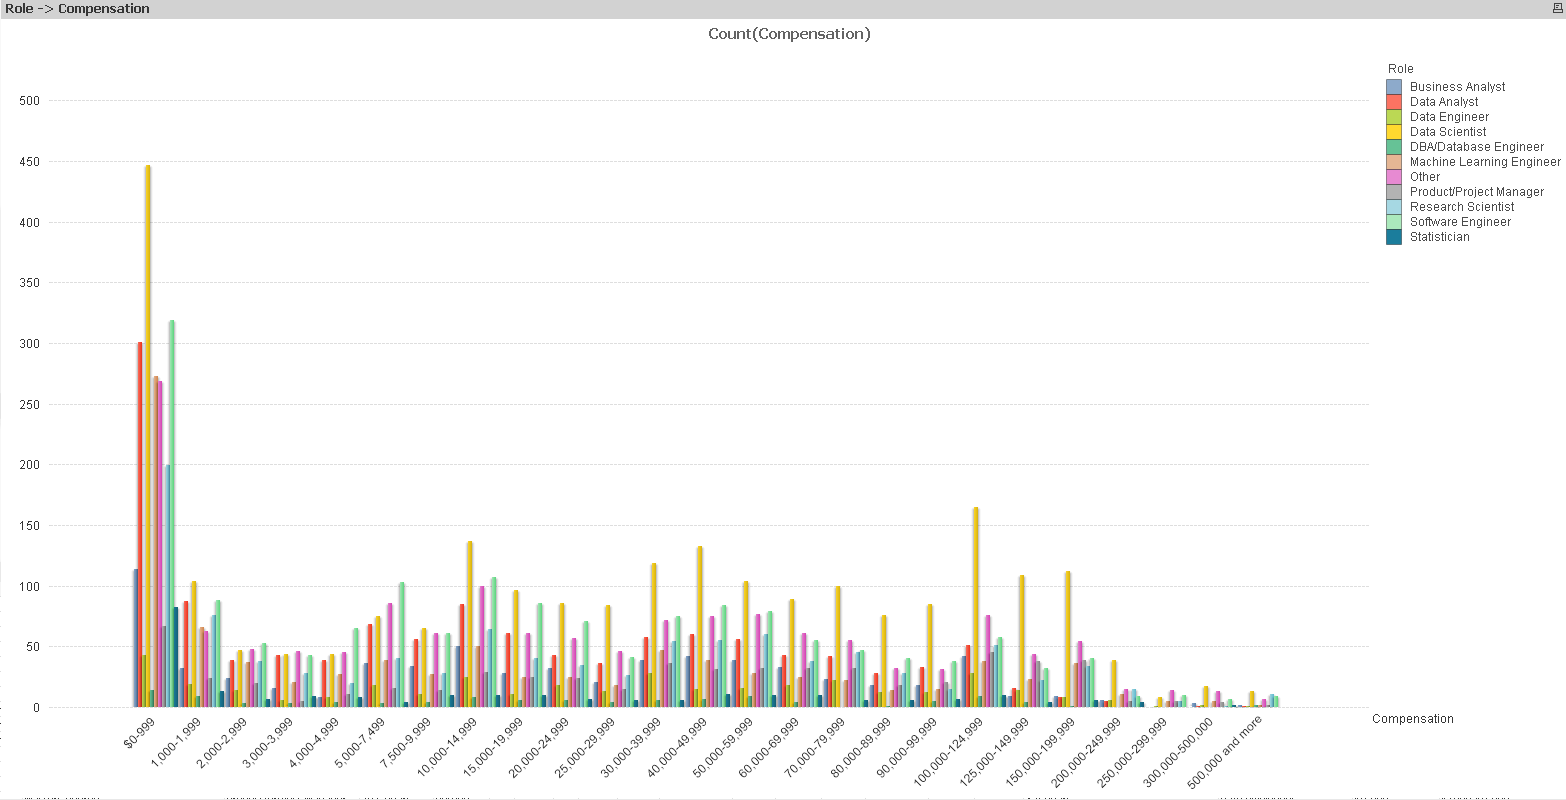 Role -> Compensation
Count(Compensation)
Role
Business Analyst
Data Analyst
Data Engineer
Data Scientist
DBA/Database Engineer
Machine Learning Engineer
Other
Product/Project Manager
Research Scientist
Software Engineer
Statistician
500
450
400
350
300
250
200
150
100
50
0
$0-999
1,000-1,999
2,000-2,999
3,000-3,999
4,000-4,999
5,000-7,499
7,500-9,999
10,000-14,999
15,000-19,999
20,000-24,999
25,000-29,999
30,000-39,999
40,000-49,999
50,000-59,999
60,000-69,999
70,000-79,999
80,000-89,999
90,000-99,999
100,000-124,999
125,000-149,999
150,000-199,999
200,000-249,999
250,000-299,999
300,000-500,000
500,000 and more
Compensation